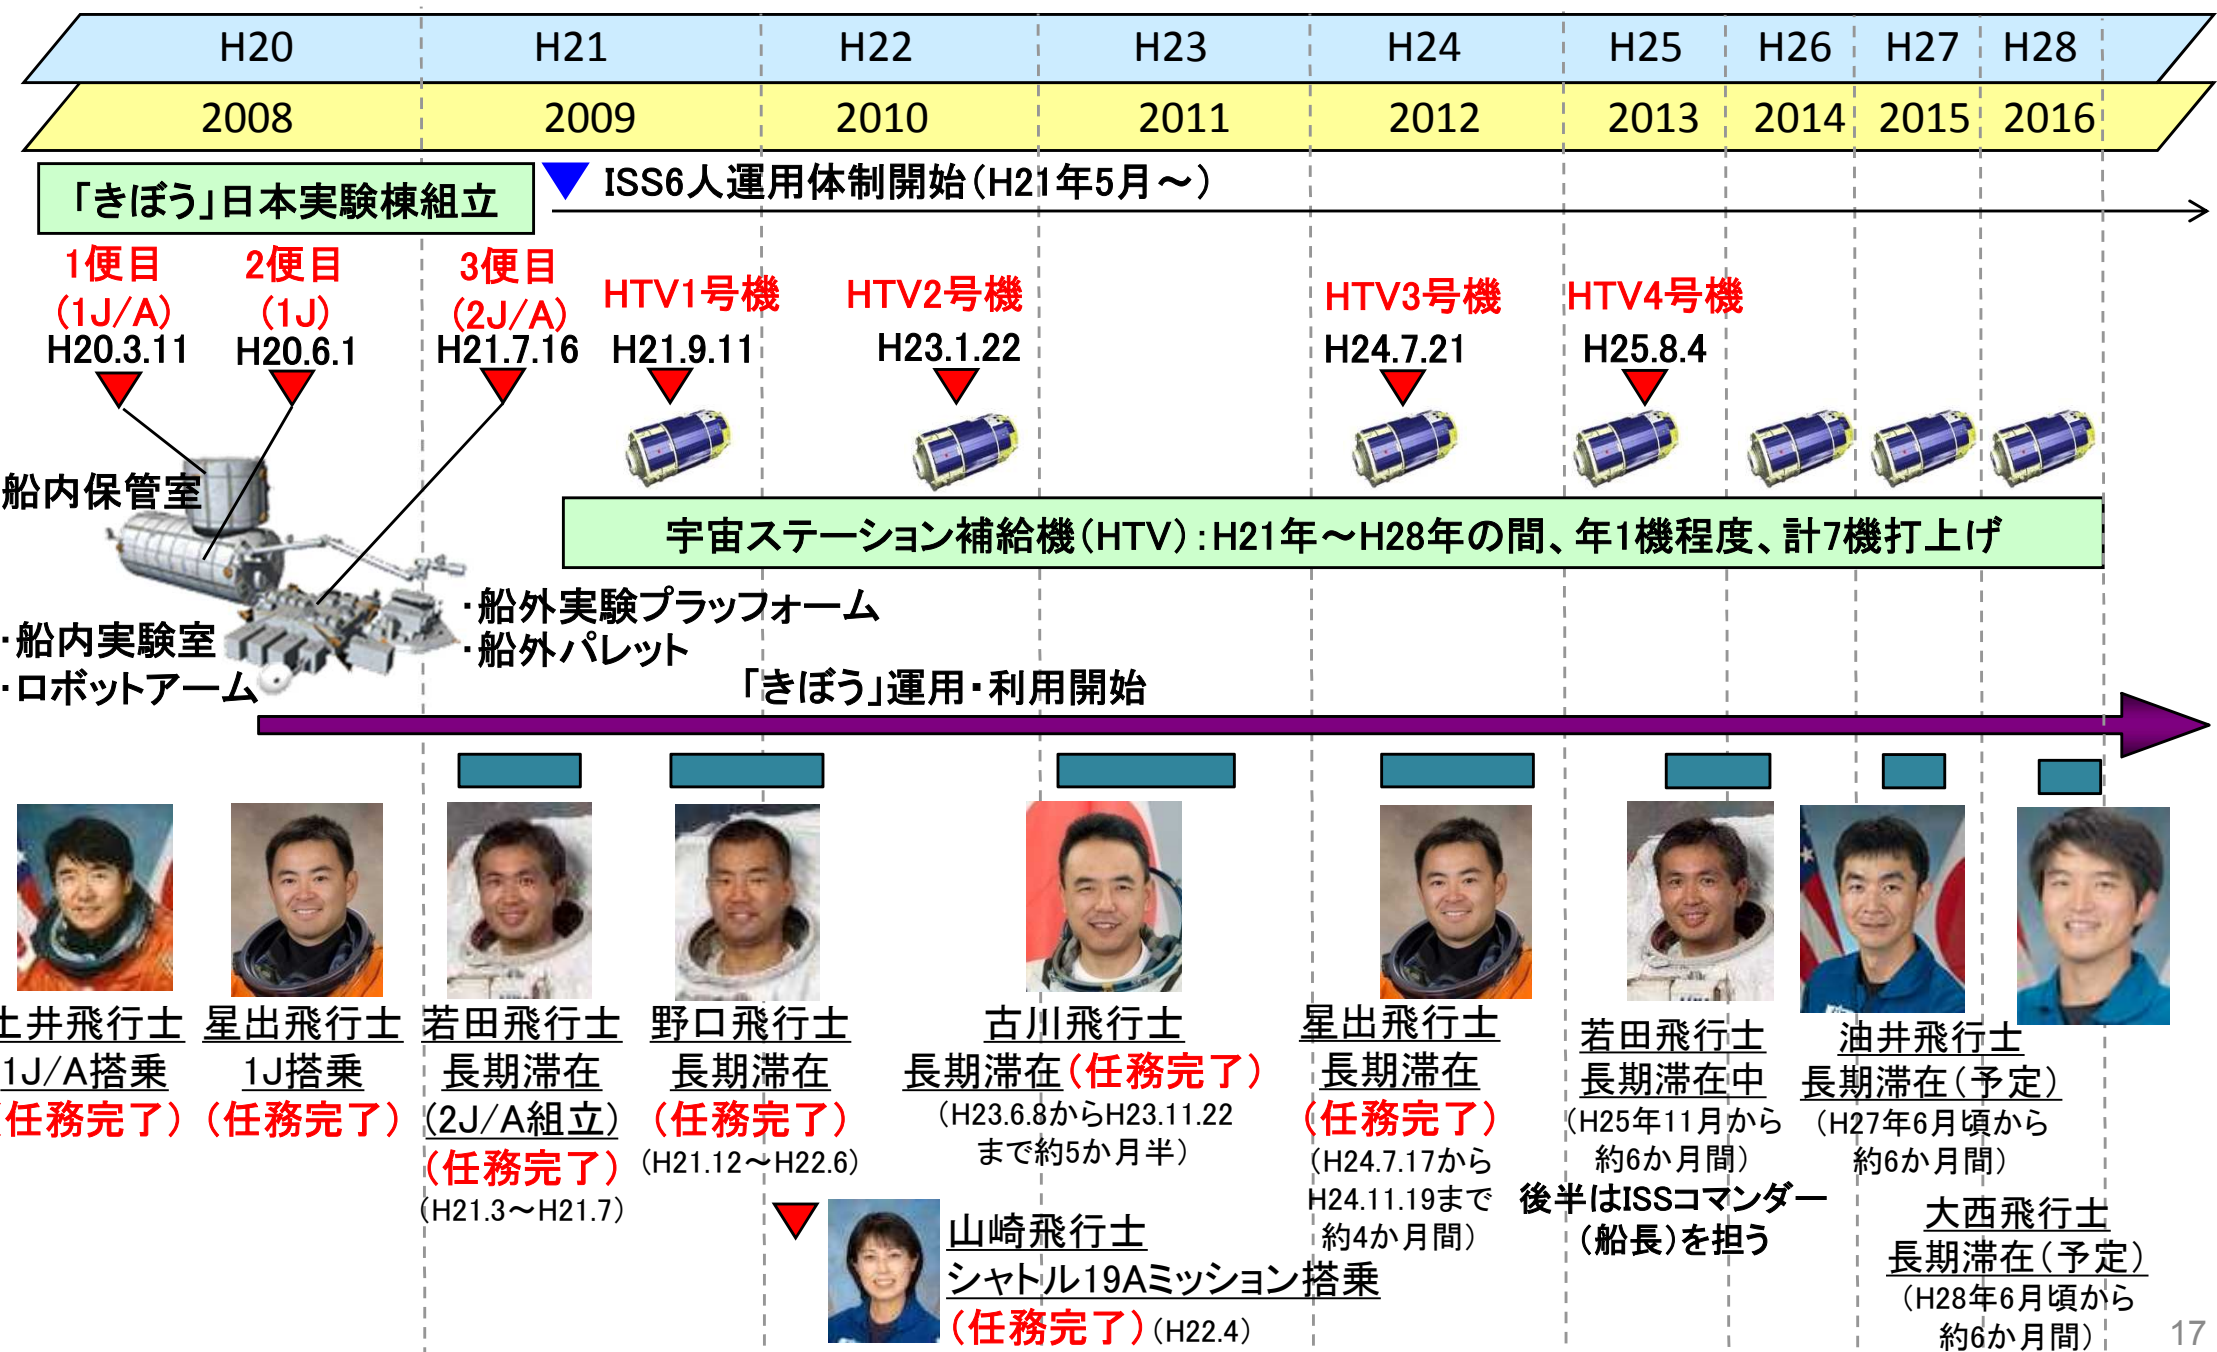 H20 H21 H22 H23 H24 H25 H26 H27 H28
2008 2009 2010 2011 2012 2013 2014 2015 2016
「きぼう」日本実験棟組立
ISS6人運用体制開始(H21年5月～)
1便目
(1J/A)
H20.3.11
2便目
(1J)
H20.6.1
3便目
(2J/A)
H21.7.16
HTV1号機
H21.9.11
HTV2号機
H23.1.22
HTV3号機
H24.7.21
HTV4号機
H25.8.4
船内保管室
宇宙ステーション補給機(HTV):H21年～H28年の間、年1機程度、計7機打上げ
・船外実験プラッフォーム
・船外パレット
・船内実験室
・ロボットアーム
「きぼう」運用・利用開始
土井飛行士
1J/A搭乗
(任務完了)
星出飛行士
1J搭乗
(任務完了)
若田飛行士
長期滞在
(2J/A組立)
(任務完了)
(H21.3～H21.7)
野口飛行士
長期滞在
(任務完了)
(H21.12～H22.6)
古川飛行士
長期滞在(任務完了)
(H23.6.8からH23.11.22
まで約5か月半)
星出飛行士
長期滞在
(任務完了)
(H24.7.17から
H24.11.19まで
約4か月間)
若田飛行士
長期滞在中
(H25年11月から
約6か月間)
後半はISSコマンダー
(船長)を担う
油井飛行士
長期滞在(予定)
(H27年6月頃から
約6か月間)
山崎飛行士
シャトル19Aミッション搭乗
(任務完了)(H22.4)
大西飛行士
長期滞在(予定)
(H28年6月頃から
約6か月間)
17